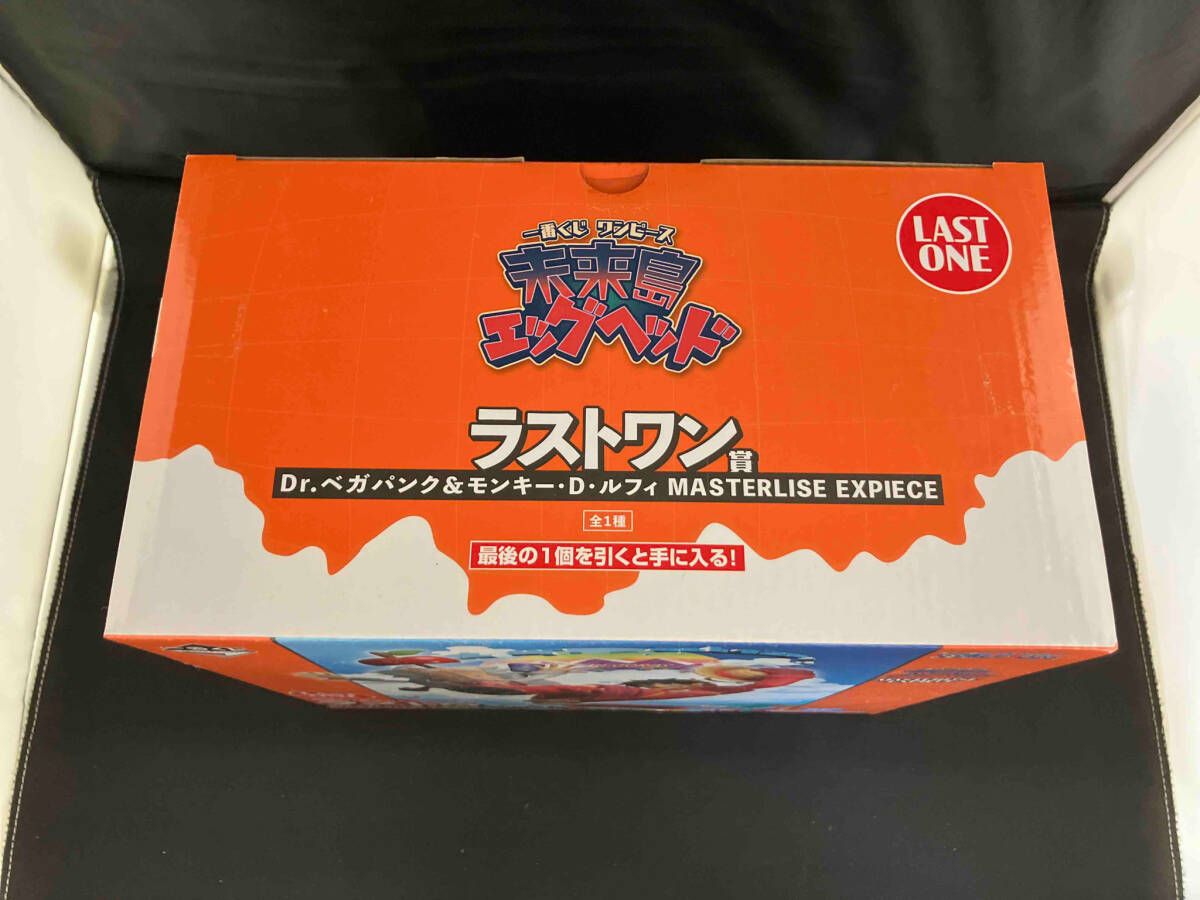 一番くじ ワンピース
未来島
エッグヘッド
LAST
ONE
ラストワン賞
Dr.ベガパンク&モンキー・D・ルフィ MASTERLISE EXPIECE
全1種
最後の1個を引くと手に入る!